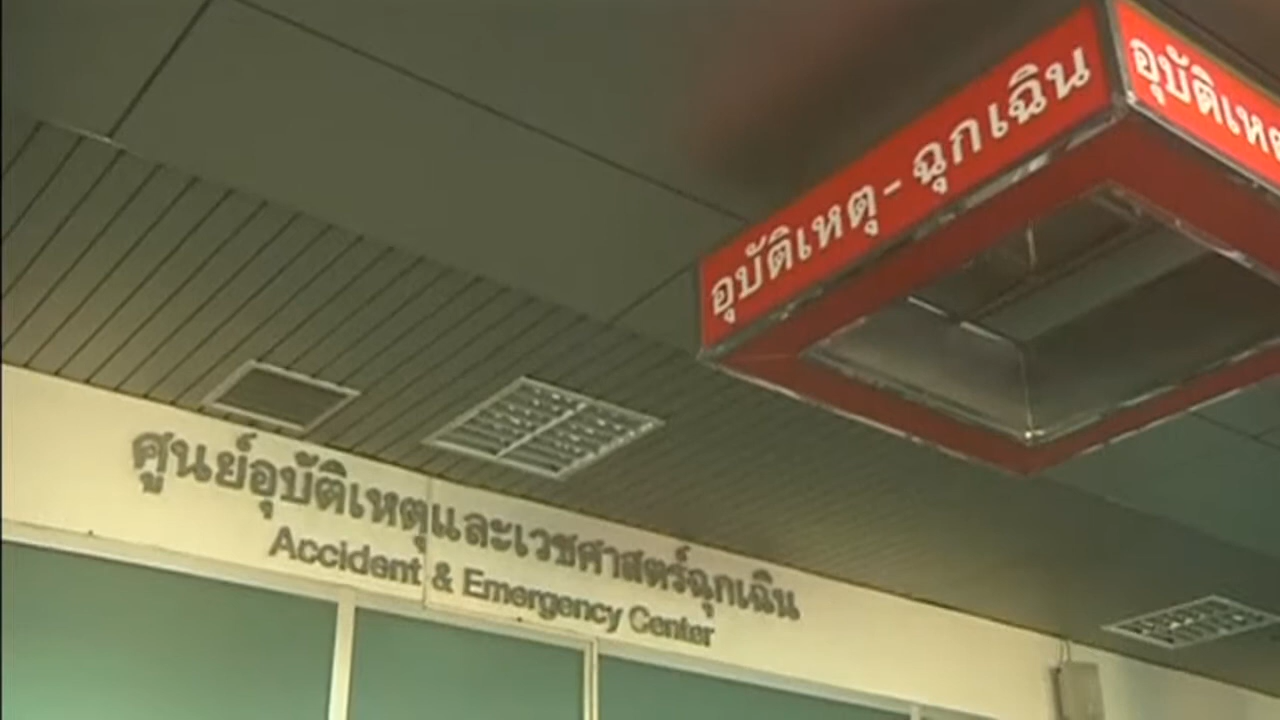 อุบัติเหตุ-ฉุกเฉิน
อุบัติเหตุ
ศูนย์อุบัติเหตุและเวชศาสตร์ฉุกเฉิน
Accident & Emergency Center